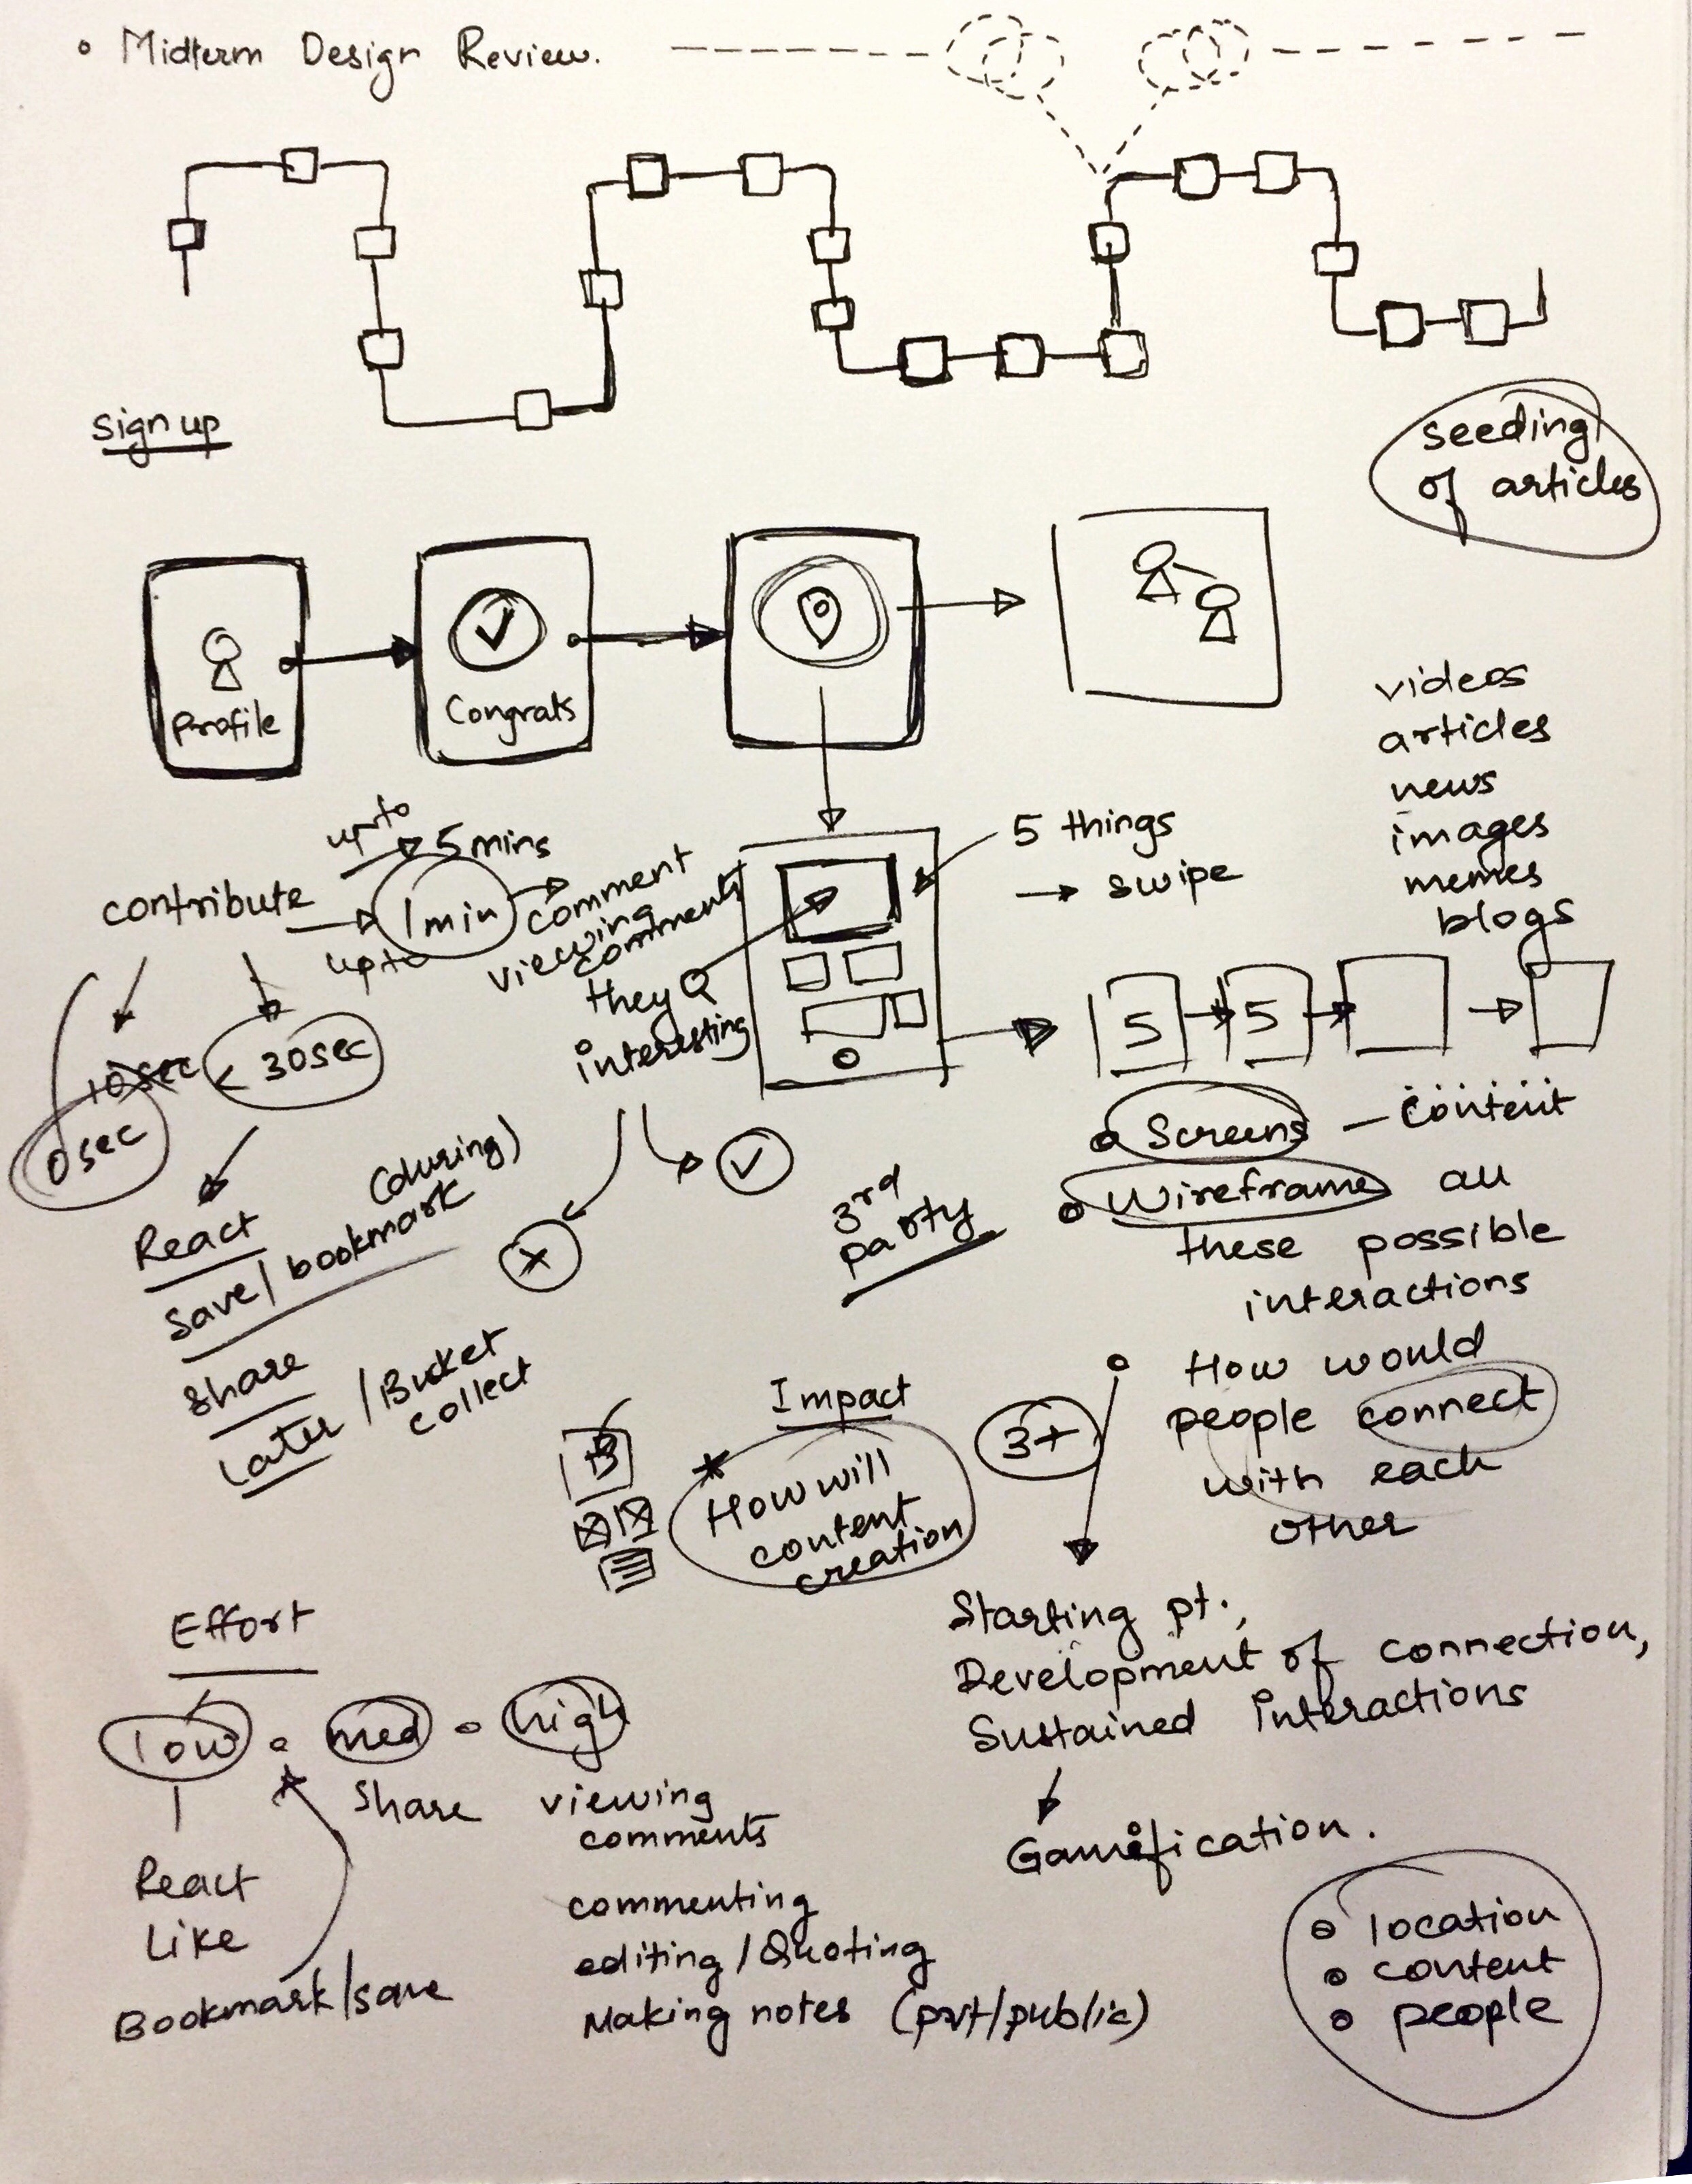 • Midterm Design Review.
sign up
seeding
of articles
Profile
Congrats
videos
articles
news
images
memes
blogs
upto
5 mins
contribute
1 min
upto
comment
viewing
comments
they
interesting
5 things
→ swipe
10 sec
< 30sec
0sec
5
5
Screens — content
Wireframe all
these possible
interactions
React
(during)
save/bookmark
share
Later / Bucket
collect
3rd
party
How would
people connect
with each
other
3+
Impact
* How will
content
creation
Starting pt.,
Development of connection,
Sustained interactions
Gamification.
Effort
low • med • high
share
viewing
comments
React
Like
Bookmark/save
commenting
editing/Quoting
Making notes (pvt/public)
• location
• content
• people